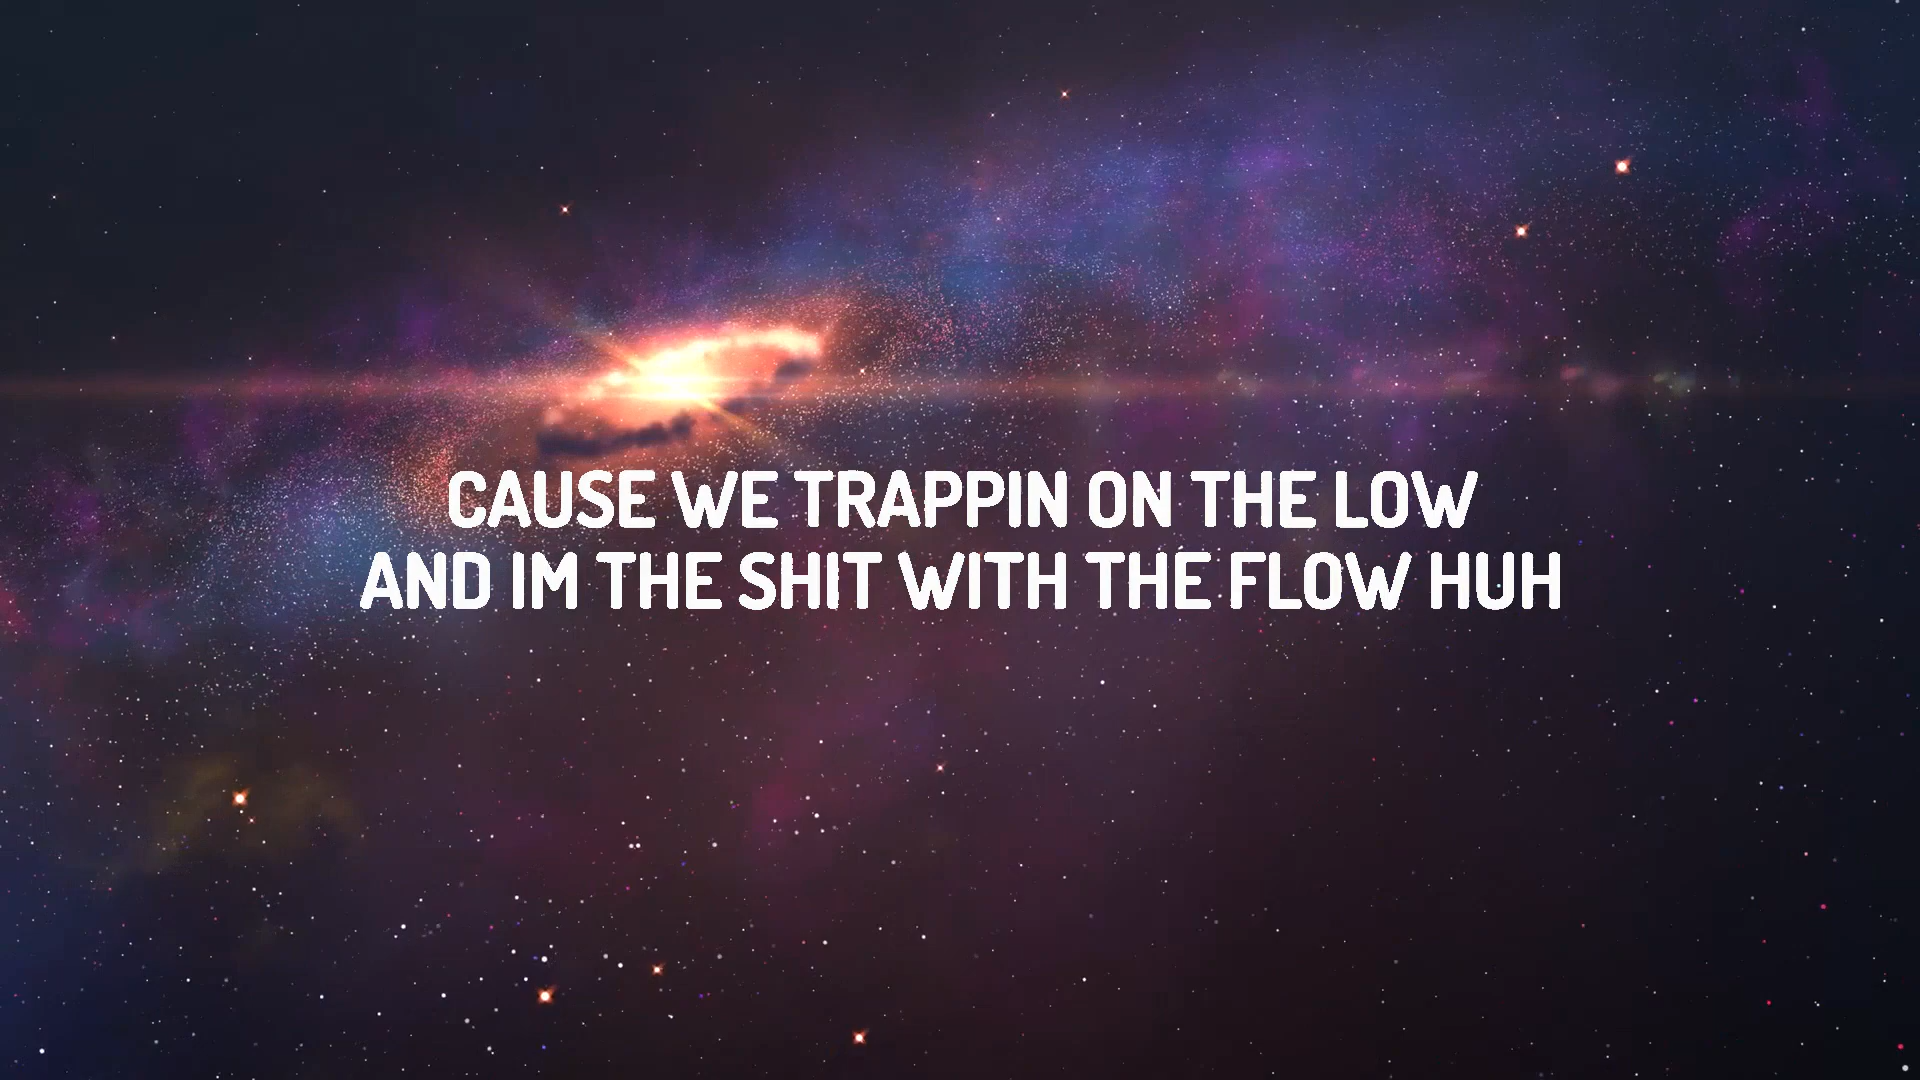 CAUSE WE TRAPPIN ON THE LOW
AND IM THE SHIT WITH THE FLOW HUH